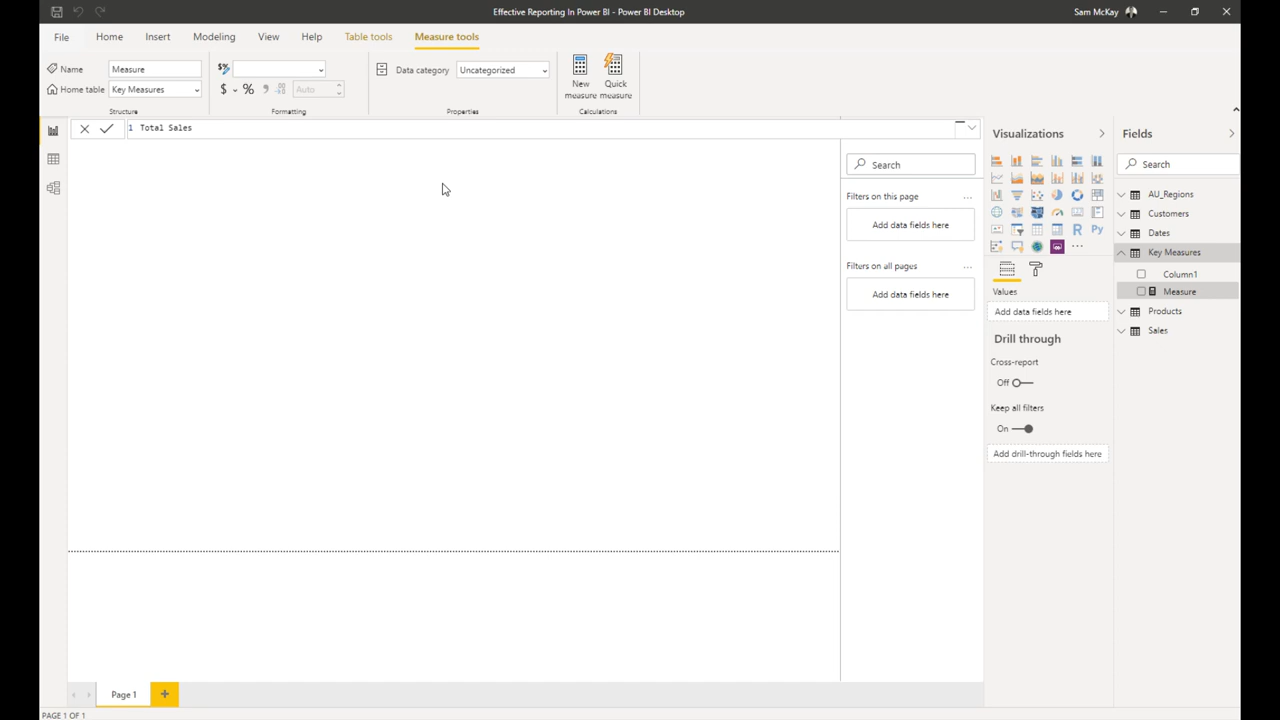 Effective Reporting In Power BI - Power BI Desktop
Sam McKay
File
Home
Insert
Modeling
View
Help
Table tools
Measure tools
Name
Measure
Home table
Key Measures
Structure
$%
$
%
Auto
Formatting
Data category
Uncategorized
Properties
New measure
Quick measure
Calculations
1 Total Sales
Search
Filters on this page
...
Add data fields here
Filters on all pages
...
Add data fields here
Visualizations
R
Py
...
Values
Add data fields here
Drill through
Cross-report
Off
Keep all filters
On
Add drill-through fields here
Fields
Search
AU_Regions
Customers
Dates
Key Measures
Column1
Measure
Products
Sales
Page 1
PAGE 1 OF 1